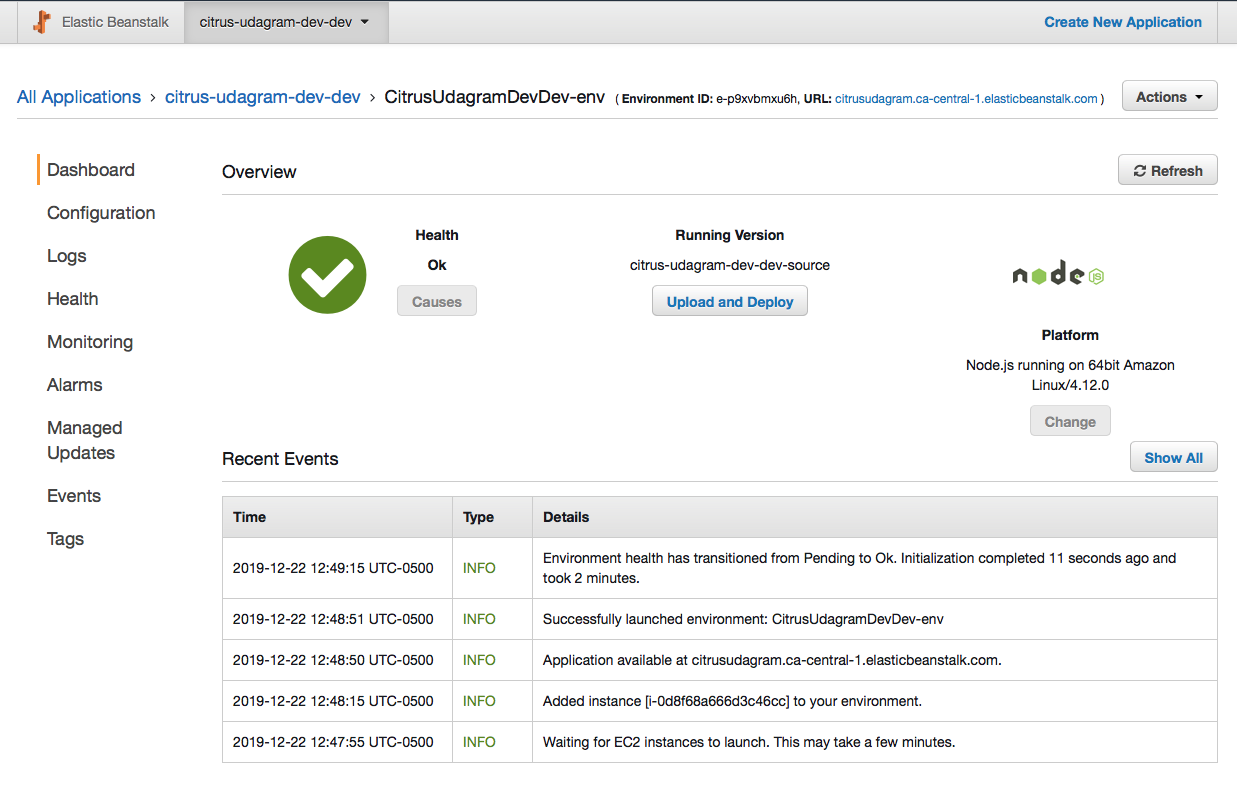 Elastic Beanstalk
citrus-udagram-dev-dev
Create New Application
All Applications › citrus-udagram-dev-dev › CitrusUdagramDevDev-env ( Environment ID: e-p9xvbmxu6h, URL: citrusudagram.ca-central-1.elasticbeanstalk.com )
Actions
Dashboard
Configuration
Logs
Health
Monitoring
Alarms
Managed
Updates
Events
Tags
Overview
Refresh
Health
Ok
Causes
Running Version
citrus-udagram-dev-dev-source
Upload and Deploy
node
JS
Platform
Node.js running on 64bit Amazon
Linux/4.12.0
Change
Recent Events
Show All
Time Type Details
2019-12-22 12:49:15 UTC-0500 INFO Environment health has transitioned from Pending to Ok. Initialization completed 11 seconds ago and
took 2 minutes.
2019-12-22 12:48:51 UTC-0500 INFO Successfully launched environment: CitrusUdagramDevDev-env
2019-12-22 12:48:50 UTC-0500 INFO Application available at citrusudagram.ca-central-1.elasticbeanstalk.com.
2019-12-22 12:48:15 UTC-0500 INFO Added instance [i-0d8f68a666d3c46cc] to your environment.
2019-12-22 12:47:55 UTC-0500 INFO Waiting for EC2 instances to launch. This may take a few minutes.